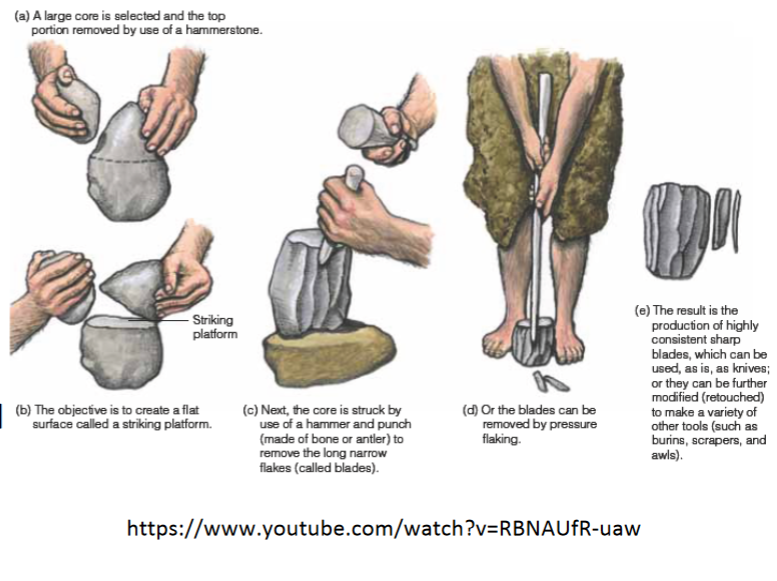 (a) A large core is selected and the top
portion removed by use of a hammerstone.
Striking
platform
(b) The objective is to create a flat
surface called a striking platform.
(c) Next, the core is struck by
use of a hammer and punch
(made of bone or antler) to
remove the long narrow
flakes (called blades).
(d) Or the blades can be
removed by pressure
flaking.
(e) The result is the
production of highly
consistent sharp
blades, which can be
used, as is, as knives;
or they can be further
modified (retouched)
to make a variety of
other tools (such as
burins, scrapers, and
awls).
https://www.youtube.com/watch?v=RBNAUfR-uaw